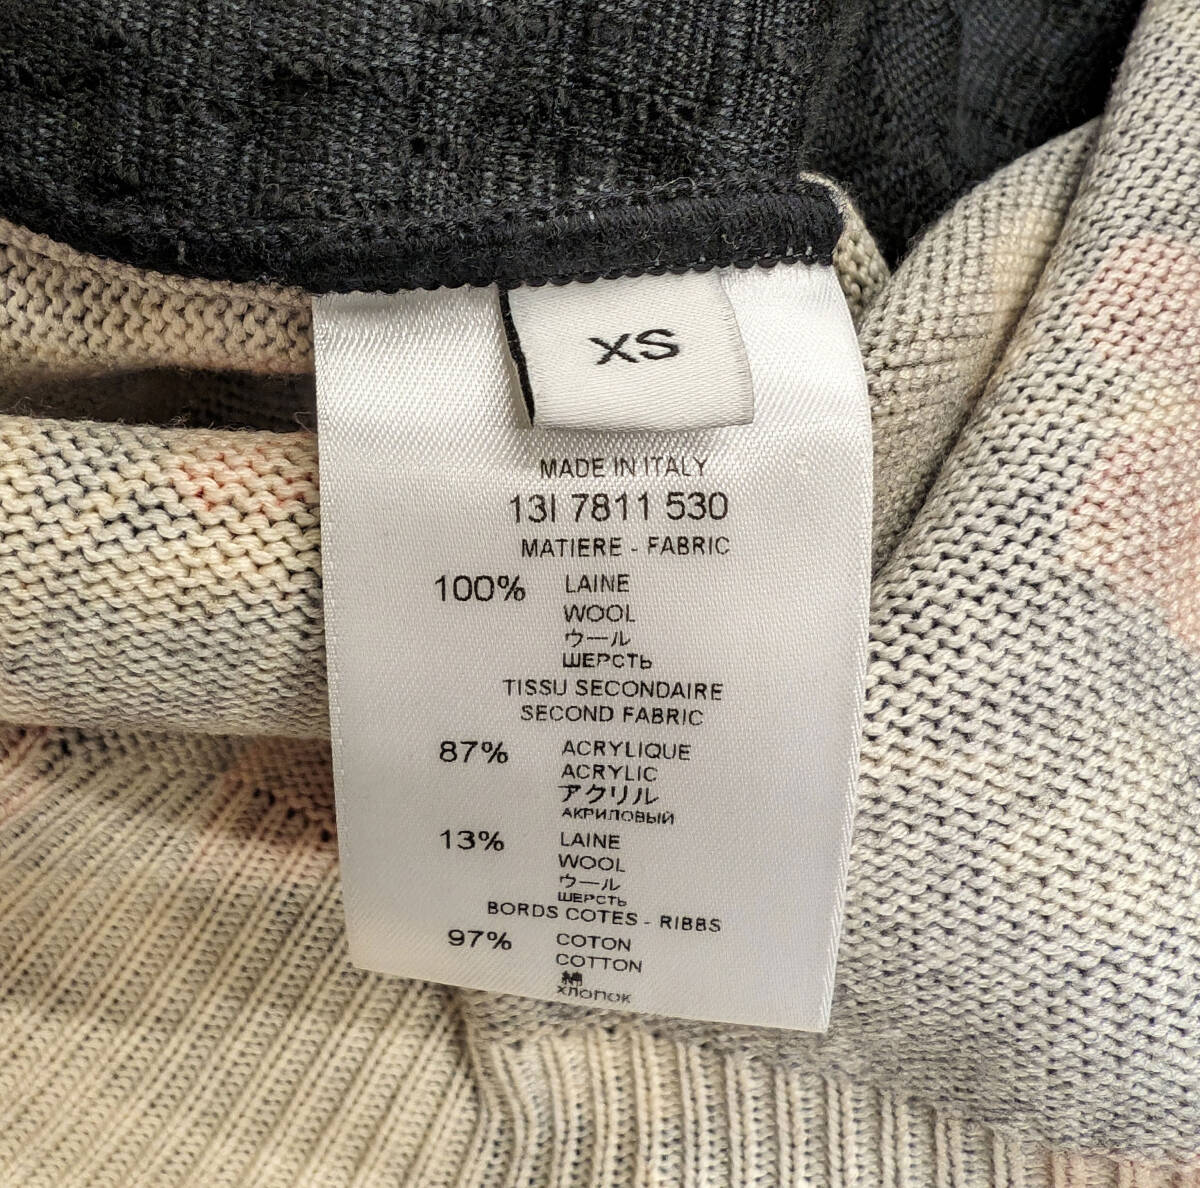 XS
MADE IN ITALY
13I 7811 530
MATIERE - FABRIC
100% LAINE
WOOL
ウール
ШЕРСТЬ
TISSU SECONDAIRE
SECOND FABRIC
87% ACRYLIQUE
ACRYLIC
アクリル
АКРИЛОВЫЙ
13% LAINE
WOOL
ウール
ШЕРСТЬ
BORDS COTES - RIBBS
97% COTON
COTTON
綿
ХЛОПОК